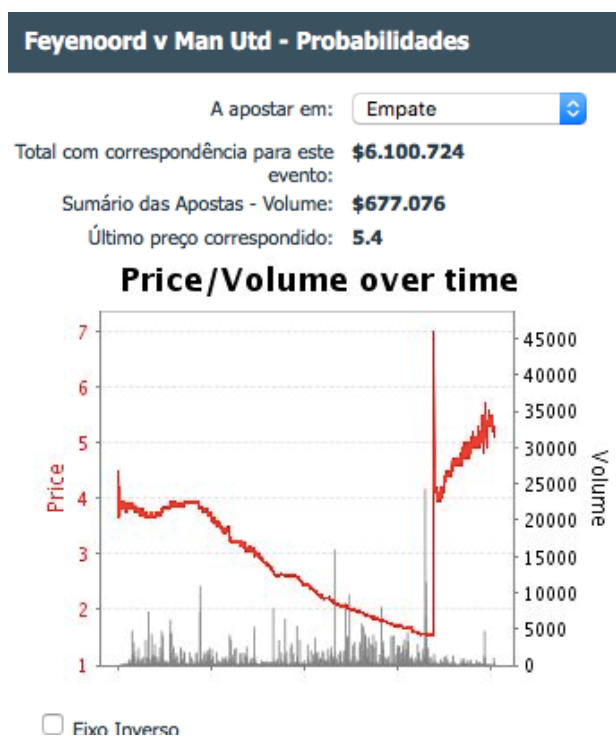 Feyenoord v Man Utd - Probabilidades
A apostar em: Empate
Total com correspondência para este evento: $6.100.724
Sumário das Apostas - Volume: $677.076
Último preço correspondido: 5.4
Price/Volume over time
7
6
5
4
3
2
1
Price
45000
40000
35000
30000
25000
20000
15000
10000
5000
0
Volume
Eixo Inverso